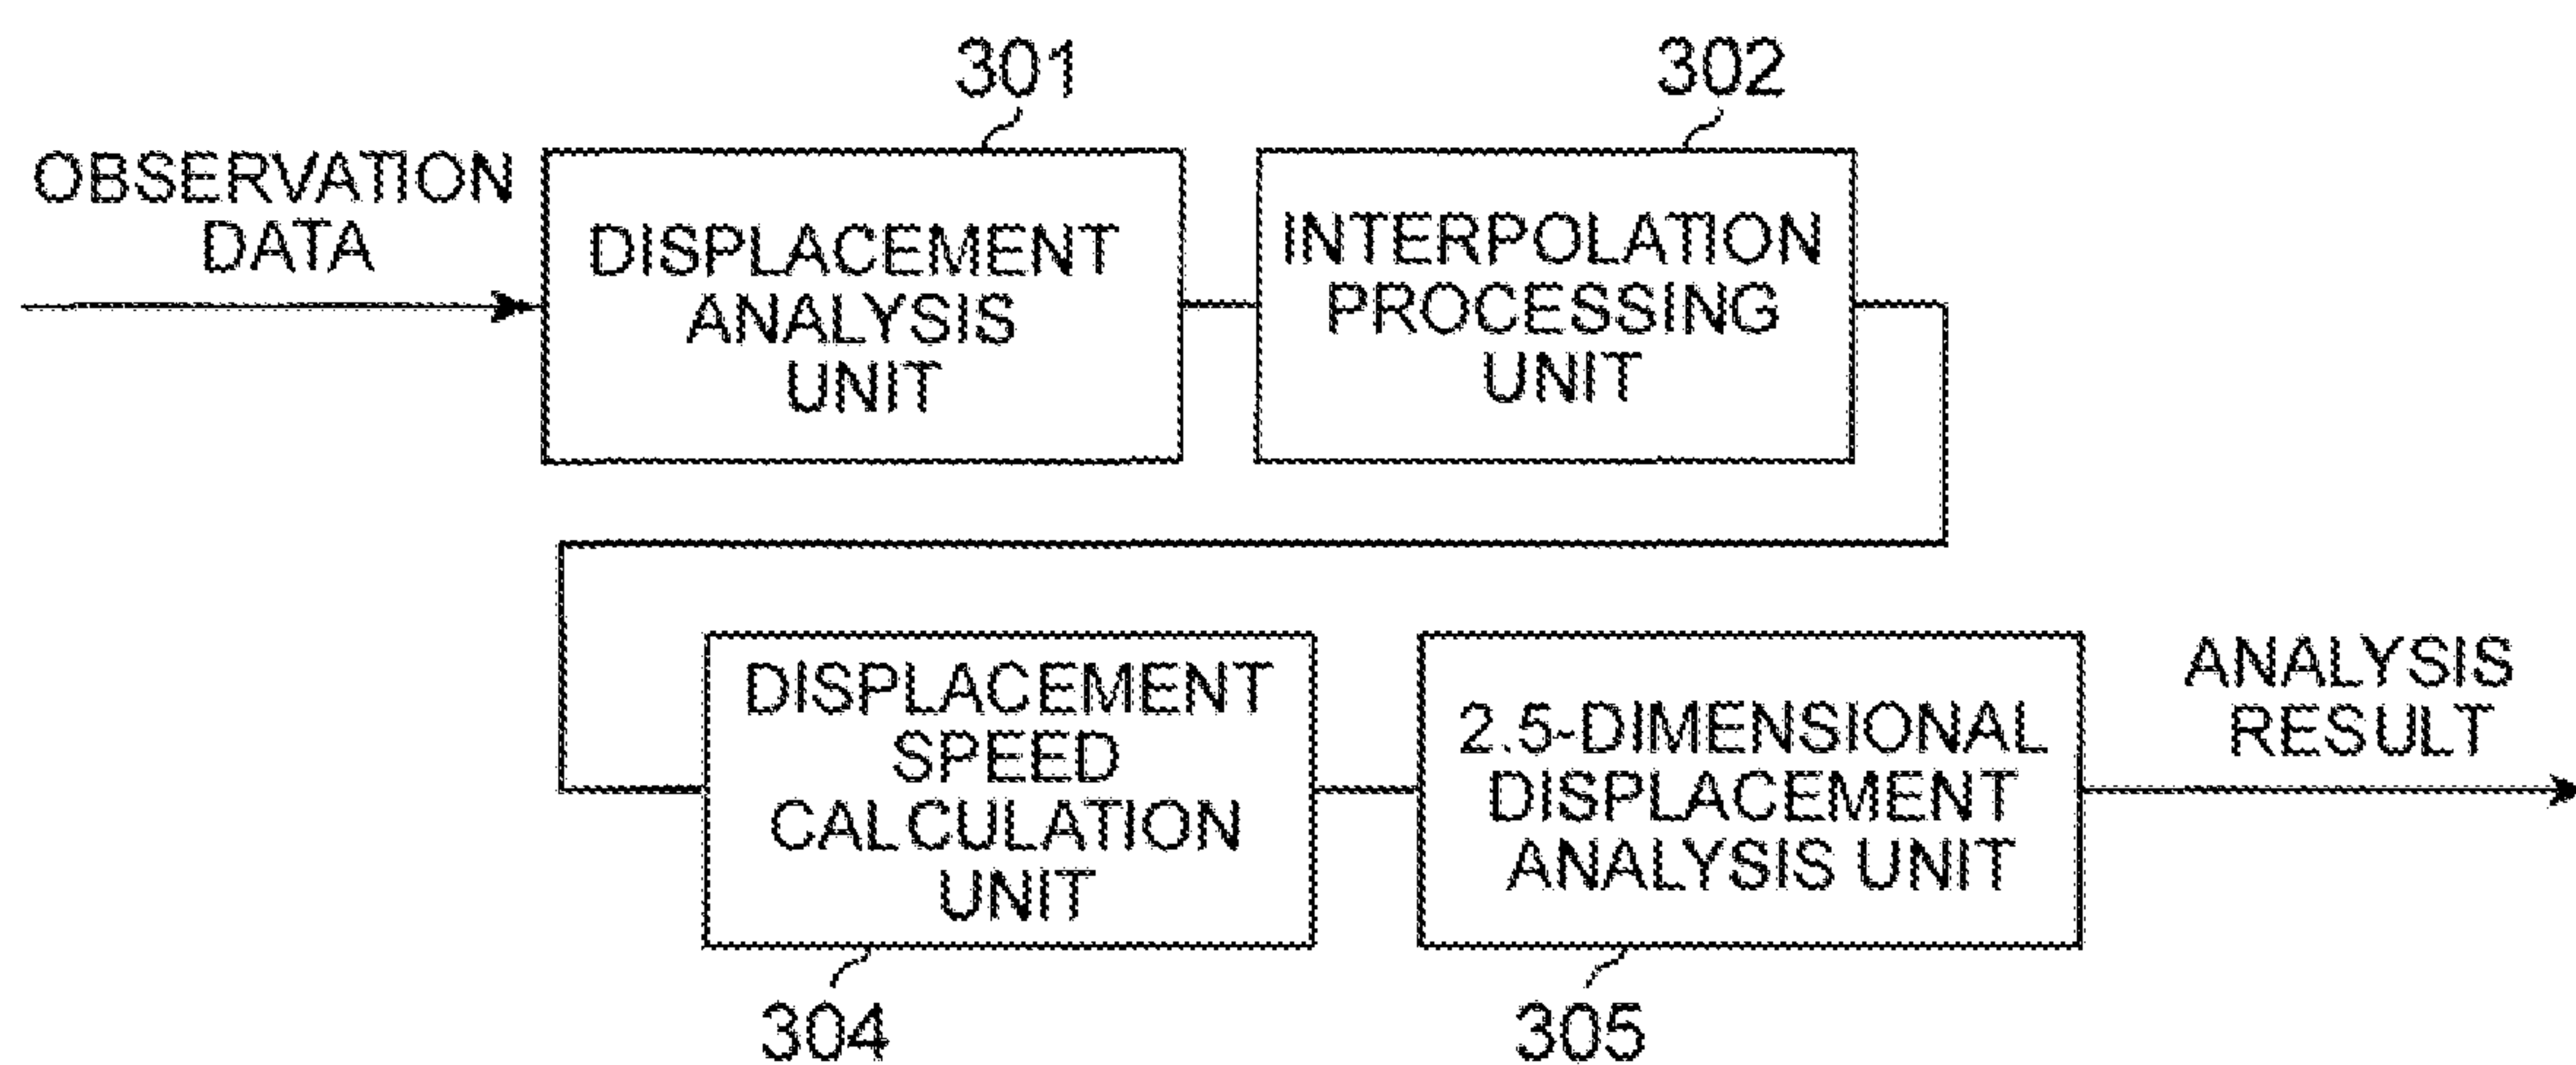 301
302
OBSERVATION
DATA
DISPLACEMENT
ANALYSIS
UNIT
INTERPOLATION
PROCESSING
UNIT
DISPLACEMENT
SPEED
CALCULATION
UNIT
2.5-DIMENSIONAL
DISPLACEMENT
ANALYSIS UNIT
ANALYSIS
RESULT
304
305